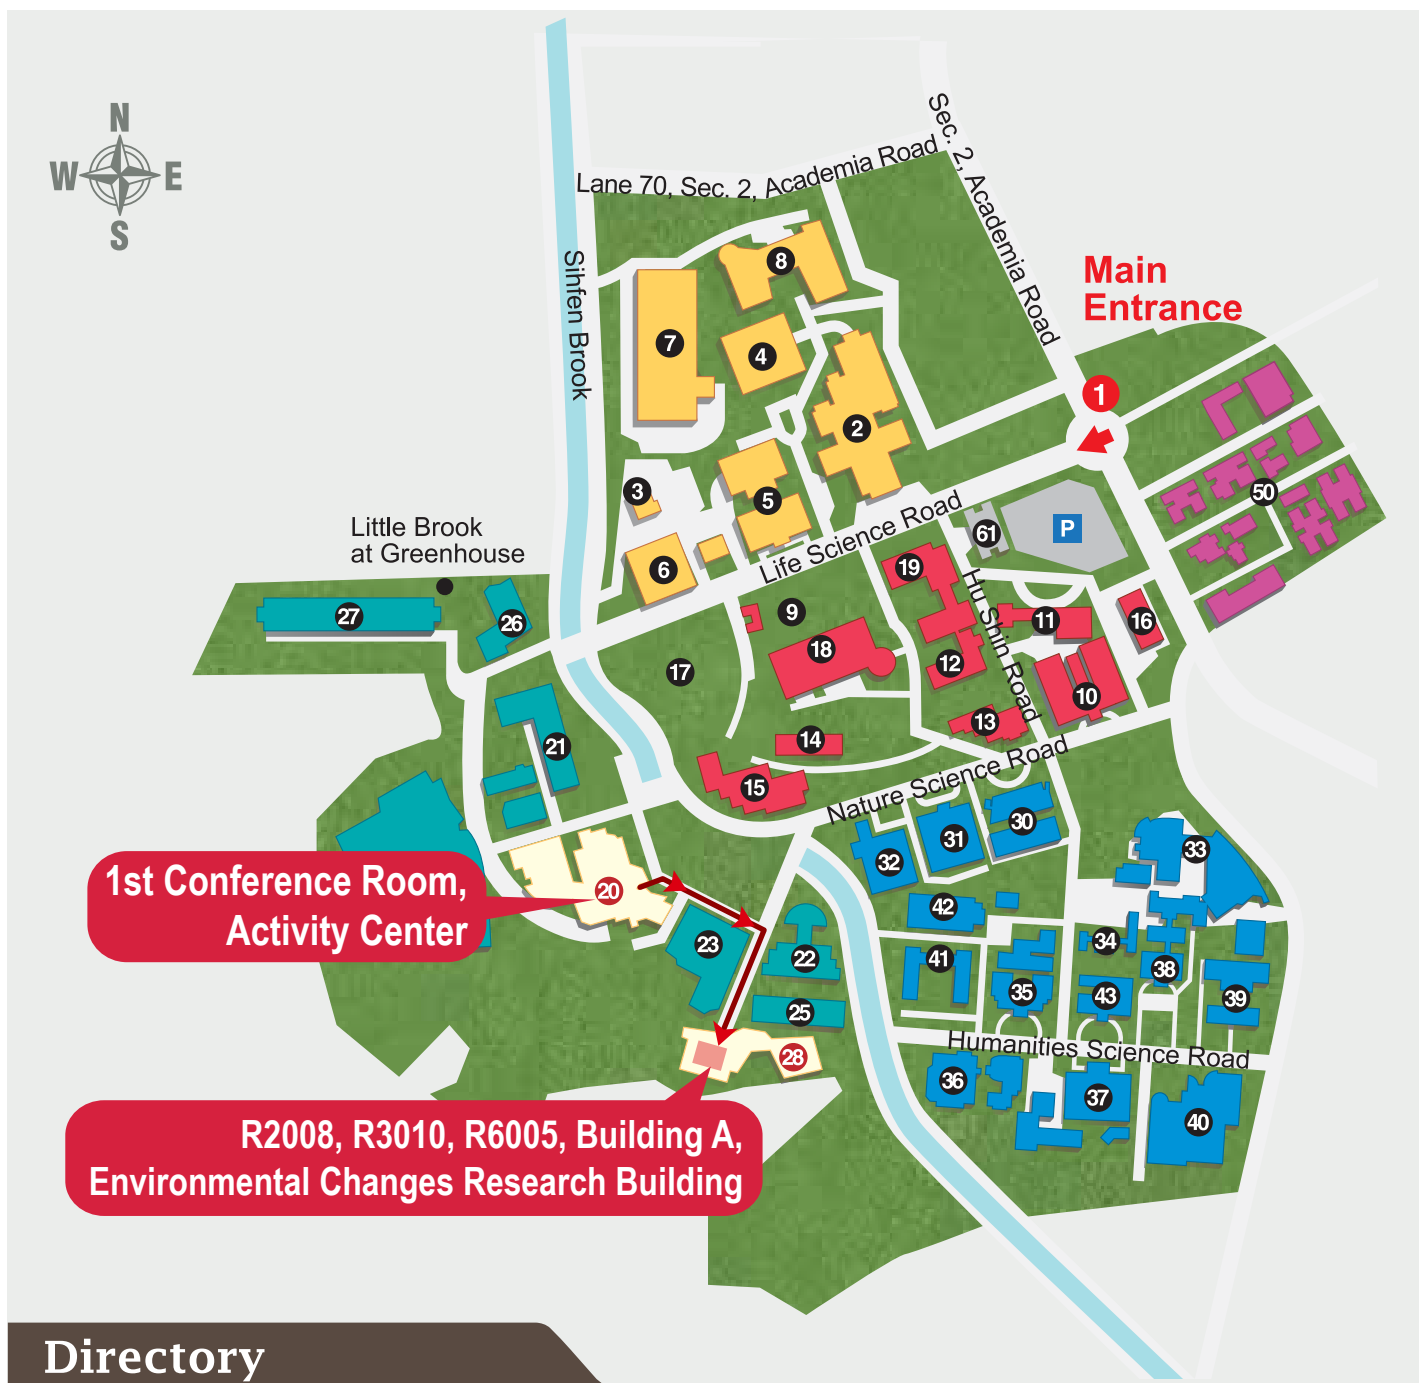 N
W E
S
Sec. 2, Academia Road
Lane 70, Sec. 2, Academia Road
Sihfen Brook
Main
Entrance
1
8
7
4
2
3
5
50
Little Brook
at Greenhouse
Life Science Road
61
P
6
19
Hu Shin Road
27
26
9
11
16
18
12
17
10
13
21
14
15
Nature Science Road
30
31
32
33
1st Conference Room,
Activity Center
20
42
23
22
34
41
38
35
43
39
25
28
Humanities Science Road
36
37
40
R2008, R3010, R6005, Building A,
Environmental Changes Research Building
Directory